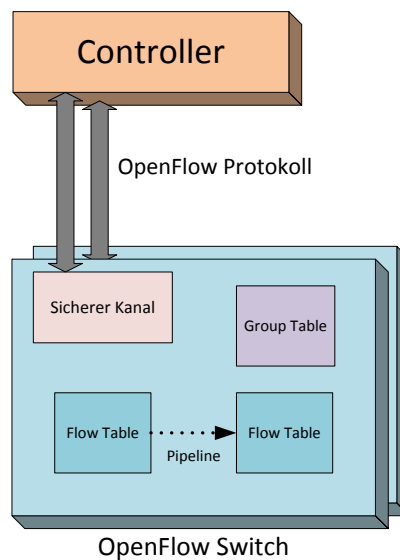 Controller
OpenFlow Protokoll
Sicherer Kanal
Group Table
Flow Table
Flow Table
Pipeline
OpenFlow Switch